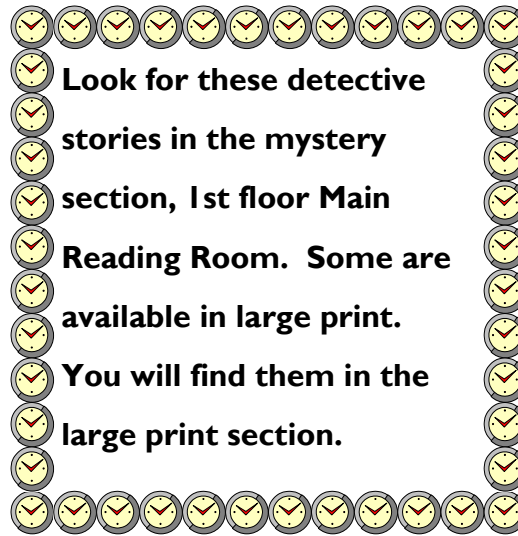 Look for these detective
stories in the mystery
section, 1st floor Main
Reading Room.  Some are
available in large print.
You will find them in the
large print section.